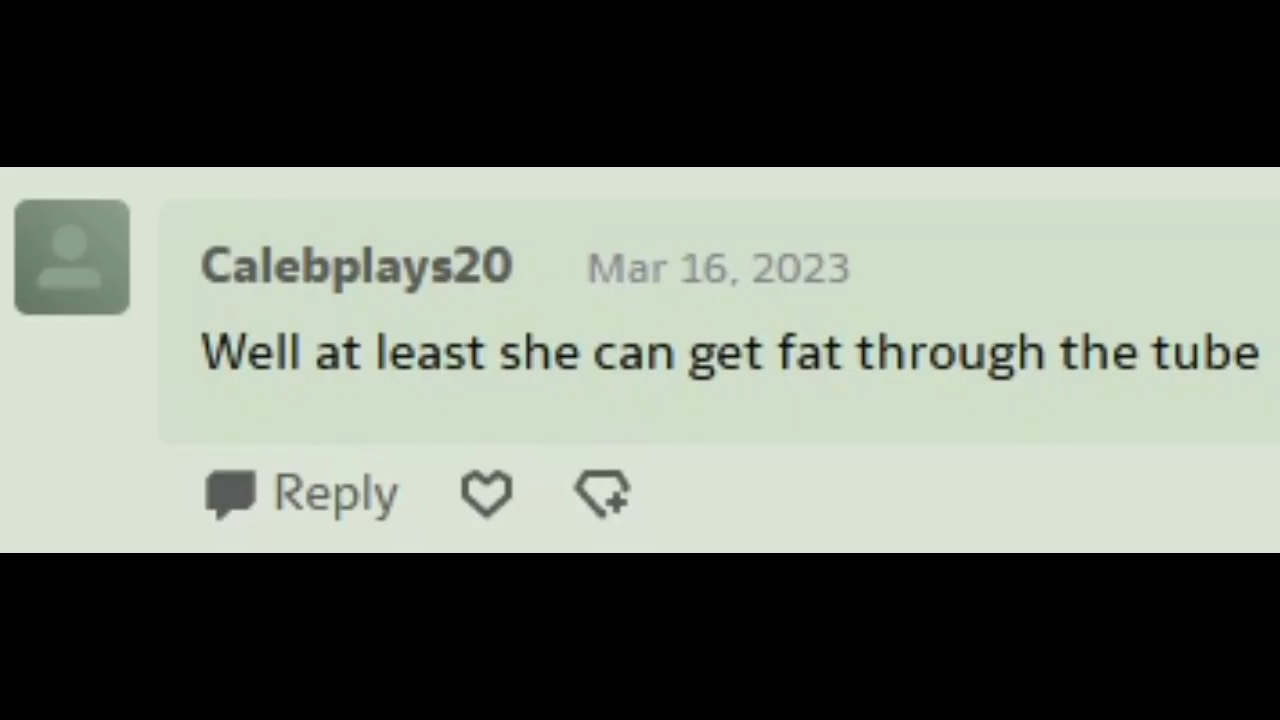 Calebplays20 Mar 16, 2023
Well at least she can get fat through the tube
Reply